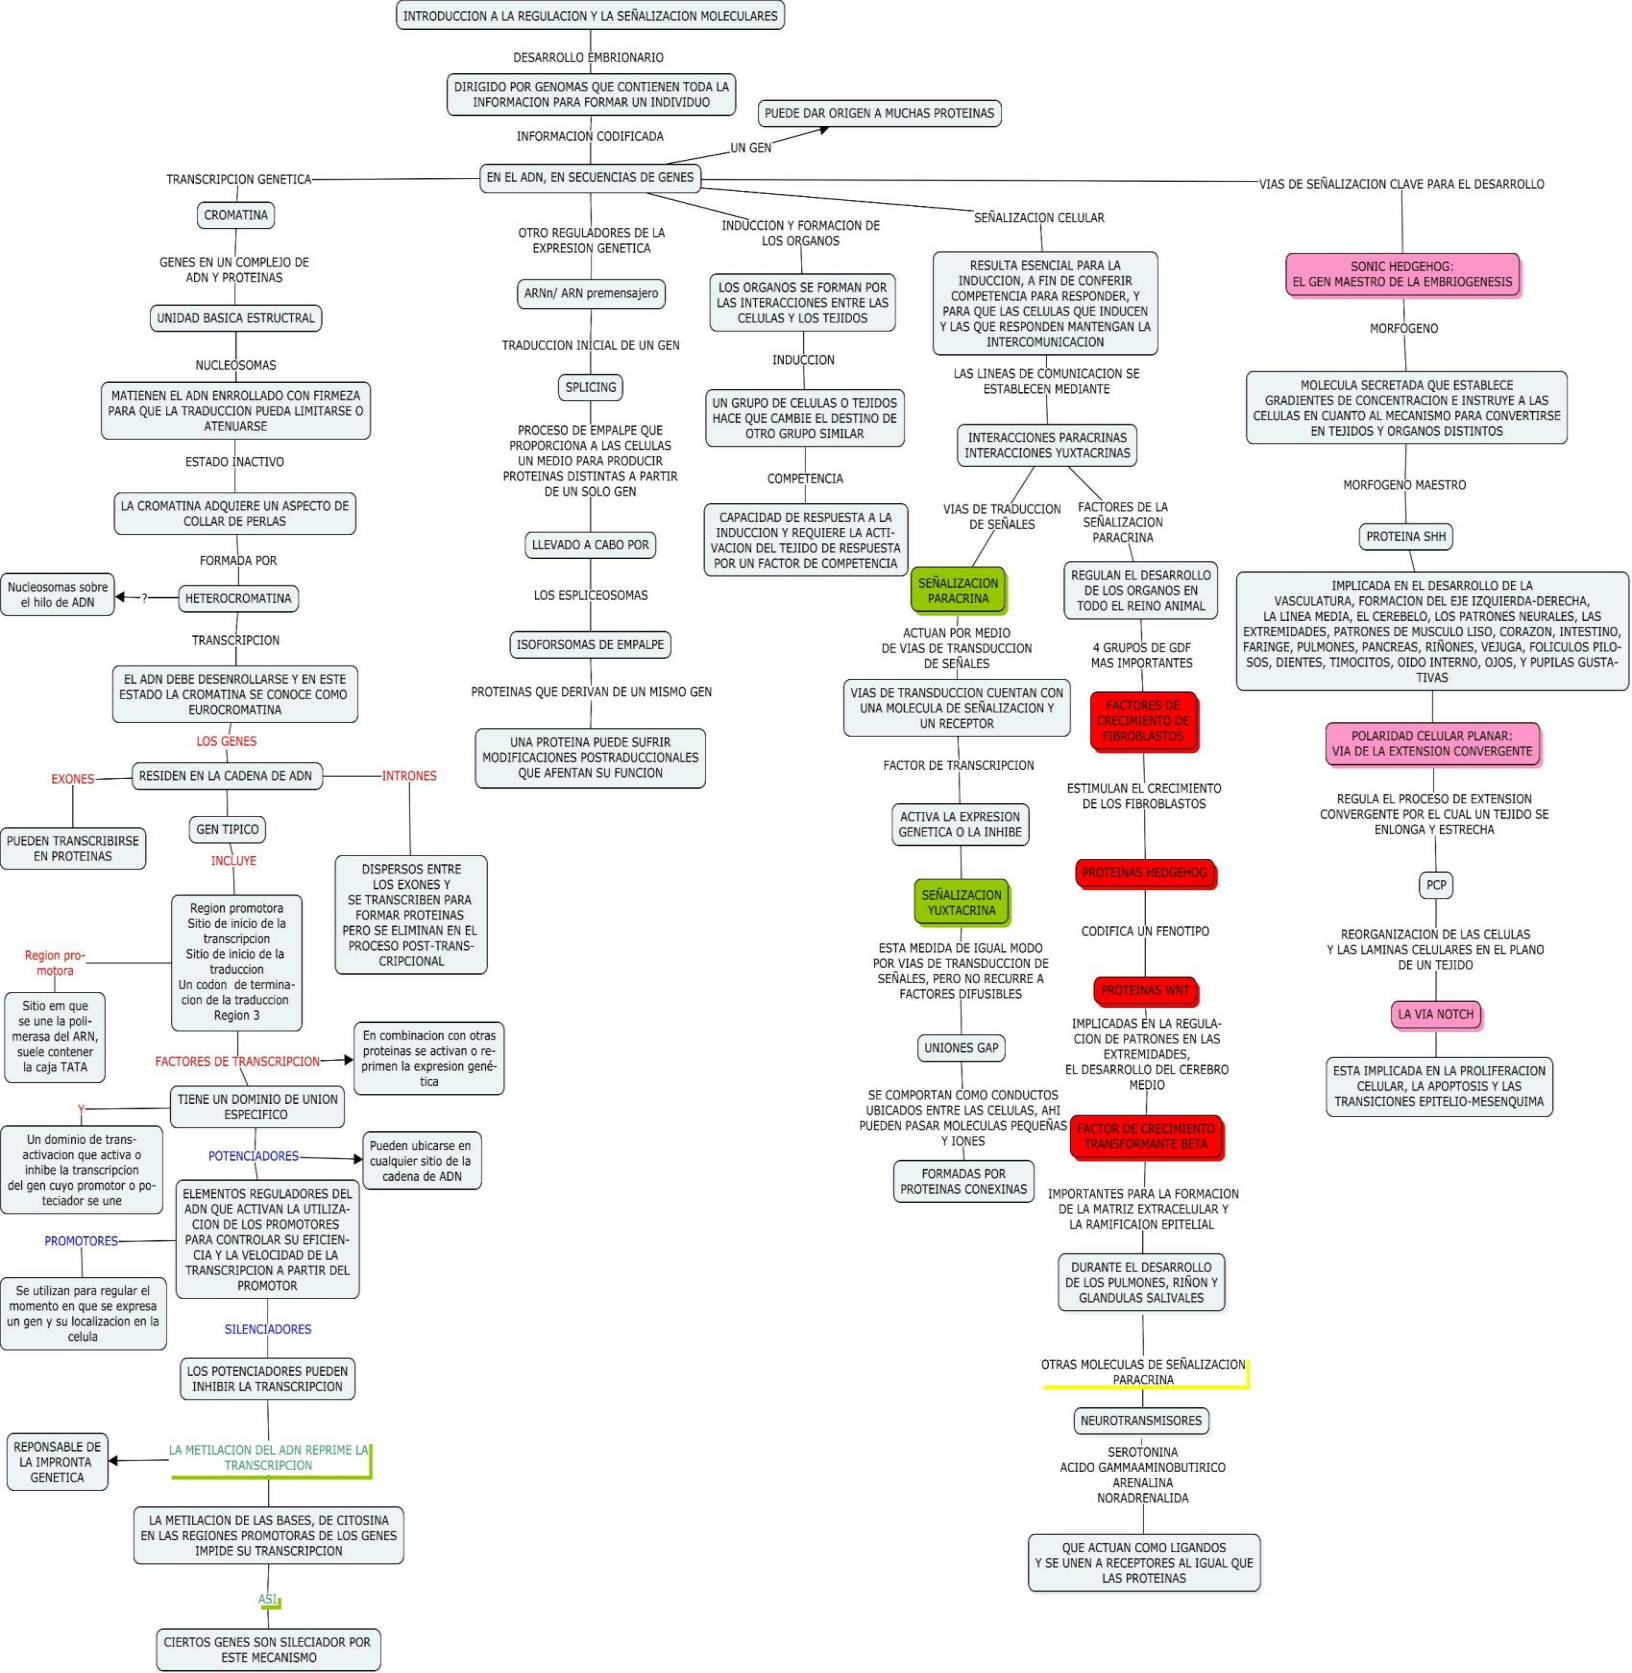 INTRODUCCION A LA REGULACION Y LA SEÑALIZACION MOLECULARES
DESARROLLO EMBRIONARIO
DIRIGIDO POR GENOMAS QUE CONTIENEN TODA LA
INFORMACION PARA FORMAR UN INDIVIDUO
INFORMACION CODIFICADA
PUEDE DAR ORIGEN A MUCHAS PROTEINAS
UN GEN
EN EL ADN, EN SECUENCIAS DE GENES
TRANSCRIPCION GENETICA
CROMATINA
GENES EN UN COMPLEJO DE
ADN Y PROTEINAS
UNIDAD BASICA ESTRUCTRAL
NUCLEOSOMAS
MATIENEN EL ADN ENRROLLADO CON FIRMEZA
PARA QUE LA TRADUCCION PUEDA LIMITARSE O
ATENUARSE
ESTADO INACTIVO
LA CROMATINA ADQUIERE UN ASPECTO DE
COLLAR DE PERLAS
FORMADA POR
HETEROCROMATINA
?
Nucleosomas sobre
el hilo de ADN
TRANSCRIPCION
EL ADN DEBE DESENROLLARSE Y EN ESTE
ESTADO LA CROMATINA SE CONOCE COMO
EUROCROMATINA
LOS GENES
RESIDEN EN LA CADENA DE ADN
EXONES
PUEDEN TRANSCRIBIRSE
EN PROTEINAS
INTRONES
DISPERSOS ENTRE
LOS EXONES Y
SE TRANSCRIBEN PARA
FORMAR PROTEINAS
PERO SE ELIMINAN EN EL
PROCESO POST-TRANS-
CRIPCIONAL
GEN TIPICO
INCLUYE
Region promotora
Sitio de inicio de la
transcripcion
Sitio de inicio de la
traduccion
Un codon de termina-
cion de la traduccion
Region 3
Region pro-
motora
Sitio em que
se une la poli-
merasa del ARN,
suele contener
la caja TATA
FACTORES DE TRANSCRIPCION
En combinacion con otras
proteinas se activan o re-
primen la expresion gené-
tica
TIENE UN DOMINIO DE UNION
ESPECIFICO
Y
Un dominio de trans-
activacion que activa o
inhibe la transcripcion
del gen cuyo promotor o po-
teciador se une
POTENCIADORES
Pueden ubicarse en
cualquier sitio de la
cadena de ADN
ELEMENTOS REGULADORES DEL
ADN QUE ACTIVAN LA UTILIZA-
CION DE LOS PROMOTORES
PARA CONTROLAR SU EFICIEN-
CIA Y LA VELOCIDAD DE LA
TRANSCRIPCION A PARTIR DEL
PROMOTOR
PROMOTORES
Se utilizan para regular el
momento en que se expresa
un gen y su localizacion en la
celula
SILENCIADORES
LOS POTENCIADORES PUEDEN
INHIBIR LA TRANSCRIPCION
LA METILACION DEL ADN REPRIME LA
TRANSCRIPCION
REPONSABLE DE
LA IMPRONTA
GENETICA
LA METILACION DE LAS BASES, DE CITOSINA
EN LAS REGIONES PROMOTORAS DE LOS GENES
IMPIDE SU TRANSCRIPCION
ASI
CIERTOS GENES SON SILECIADOR POR
ESTE MECANISMO
OTRO REGULADORES DE LA
EXPRESION GENETICA
ARNn/ ARN premensajero
TRADUCCION INICIAL DE UN GEN
SPLICING
PROCESO DE EMPALPE QUE
PROPORCIONA A LAS CELULAS
UN MEDIO PARA PRODUCIR
PROTEINAS DISTINTAS A PARTIR
DE UN SOLO GEN
LLEVADO A CABO POR
LOS ESPLICEOSOMAS
ISOFORSOMAS DE EMPALPE
PROTEINAS QUE DERIVAN DE UN MISMO GEN
UNA PROTEINA PUEDE SUFRIR
MODIFICACIONES POSTRADUCCIONALES
QUE AFENTAN SU FUNCION
INDUCCION Y FORMACION DE
LOS ORGANOS
LOS ORGANOS SE FORMAN POR
LAS INTERACCIONES ENTRE LAS
CELULAS Y LOS TEJIDOS
INDUCCION
UN GRUPO DE CELULAS O TEJIDOS
HACE QUE CAMBIE EL DESTINO DE
OTRO GRUPO SIMILAR
COMPETENCIA
CAPACIDAD DE RESPUESTA A LA
INDUCCION Y REQUIERE LA ACTI-
VACION DEL TEJIDO DE RESPUESTA
POR UN FACTOR DE COMPETENCIA
SEÑALIZACION CELULAR
RESULTA ESENCIAL PARA LA
INDUCCION, A FIN DE CONFERIR
COMPETENCIA PARA RESPONDER, Y
PARA QUE LAS CELULAS QUE INDUCEN
Y LAS QUE RESPONDEN MANTENGAN LA
INTERCOMUNICACION
LAS LINEAS DE COMUNICACION SE
ESTABLECEN MEDIANTE
INTERACCIONES PARACRINAS
INTERACCIONES YUXTACRINAS
VIAS DE TRADUCCION
DE SEÑALES
SEÑALIZACION
PARACRINA
ACTUAN POR MEDIO
DE VIAS DE TRANSDUCCION
DE SEÑALES
VIAS DE TRANSDUCCION CUENTAN CON
UNA MOLECULA DE SEÑALIZACION Y
UN RECEPTOR
FACTOR DE TRANSCRIPCION
ACTIVA LA EXPRESION
GENETICA O LA INHIBE
SEÑALIZACION
YUXTACRINA
ESTA MEDIDA DE IGUAL MODO
POR VIAS DE TRANSDUCCION DE
SEÑALES, PERO NO RECURRE A
FACTORES DIFUSIBLES
UNIONES GAP
SE COMPORTAN COMO CONDUCTOS
UBICADOS ENTRE LAS CELULAS, AHI
PUEDEN PASAR MOLECULAS PEQUEÑAS
Y IONES
FORMADAS POR
PROTEINAS CONEXINAS
FACTORES DE LA
SEÑALIZACION
PARACRINA
REGULAN EL DESARROLLO
DE LOS ORGANOS EN
TODO EL REINO ANIMAL
4 GRUPOS DE GDF
MAS IMPORTANTES
FACTORES DE
CRECIMIENTO DE
FIBROBLASTOS
ESTIMULAN EL CRECIMIENTO
DE LOS FIBROBLASTOS
PROTEINAS HEDGEHOG
CODIFICA UN FENOTIPO
PROTEINAS WNT
IMPLICADAS EN LA REGULA-
CION DE PATRONES EN LAS
EXTREMIDADES,
EL DESARROLLO DEL CEREBRO
MEDIO
FACTOR DE CRECIMIENTO
TRANSFORMANTE BETA
IMPORTANTES PARA LA FORMACION
DE LA MATRIZ EXTRACELULAR Y
LA RAMIFICAION EPITELIAL
DURANTE EL DESARROLLO
DE LOS PULMONES, RIÑON Y
GLANDULAS SALIVALES
OTRAS MOLECULAS DE SEÑALIZACION
PARACRINA
NEUROTRANSMISORES
SEROTONINA
ACIDO GAMMAAMINOBUTIRICO
ARENALINA
NORADRENALIDA
QUE ACTUAN COMO LIGANDOS
Y SE UNEN A RECEPTORES AL IGUAL QUE
LAS PROTEINAS
VIAS DE SEÑALIZACION CLAVE PARA EL DESARROLLO
SONIC HEDGEHOG:
EL GEN MAESTRO DE LA EMBRIOGENESIS
MORFOGENO
MOLECULA SECRETADA QUE ESTABLECE
GRADIENTES DE CONCENTRACION E INSTRUYE A LAS
CELULAS EN CUANTO AL MECANISMO PARA CONVERTIRSE
EN TEJIDOS Y ORGANOS DISTINTOS
MORFOGENO MAESTRO
PROTEINA SHH
IMPLICADA EN EL DESARROLLO DE LA
VASCULATURA, FORMACION DEL EJE IZQUIERDA-DERECHA,
LA LINEA MEDIA, EL CEREBELO, LOS PATRONES NEURALES, LAS
EXTREMIDADES, PATRONES DE MUSCULO LISO, CORAZON, INTESTINO,
FARINGE, PULMONES, PANCREAS, RIÑONES, VEJUGA, FOLICULOS PILO-
SOS, DIENTES, TIMOCITOS, OIDO INTERNO, OJOS, Y PUPILAS GUSTA-
TIVAS
POLARIDAD CELULAR PLANAR:
VIA DE LA EXTENSION CONVERGENTE
REGULA EL PROCESO DE EXTENSION
CONVERGENTE POR EL CUAL UN TEJIDO SE
ENLONGA Y ESTRECHA
PCP
REORGANIZACION DE LAS CELULAS
Y LAS LAMINAS CELULARES EN EL PLANO
DE UN TEJIDO
LA VIA NOTCH
ESTA IMPLICADA EN LA PROLIFERACION
CELULAR, LA APOPTOSIS Y LAS
TRANSICIONES EPITELIO-MESENQUIMA